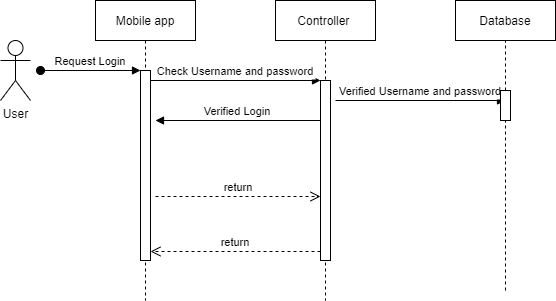 Mobile app
Controller
Database
Request Login
Check Username and password
Verified Username and password
User
Verified Login
return
return